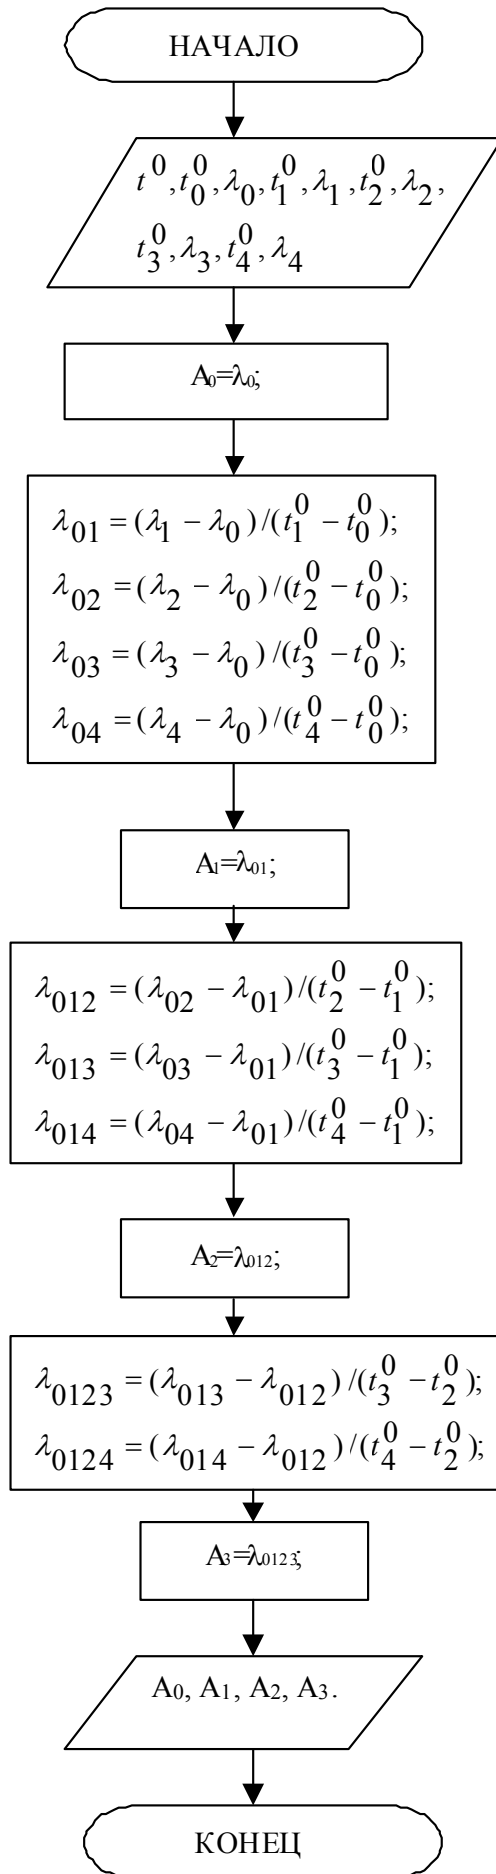 НАЧАЛО
t⁰, t₀⁰, λ₀, t₁⁰, λ₁, t₂⁰, λ₂,
t₃⁰, λ₃, t₄⁰, λ₄
A₀=λ₀;
λ₀₁ = (λ₁ − λ₀)/(t₁⁰ − t₀⁰);
λ₀₂ = (λ₂ − λ₀)/(t₂⁰ − t₀⁰);
λ₀₃ = (λ₃ − λ₀)/(t₃⁰ − t₀⁰);
λ₀₄ = (λ₄ − λ₀)/(t₄⁰ − t₀⁰);
A₁=λ₀₁;
λ₀₁₂ = (λ₀₂ − λ₀₁)/(t₂⁰ − t₁⁰);
λ₀₁₃ = (λ₀₃ − λ₀₁)/(t₃⁰ − t₁⁰);
λ₀₁₄ = (λ₀₄ − λ₀₁)/(t₄⁰ − t₁⁰);
A₂=λ₀₁₂;
λ₀₁₂₃ = (λ₀₁₃ − λ₀₁₂)/(t₃⁰ − t₂⁰);
λ₀₁₂₄ = (λ₀₁₄ − λ₀₁₂)/(t₄⁰ − t₂⁰);
A₃=λ₀₁₂₃;
A₀, A₁, A₂, A₃.
КОНЕЦ